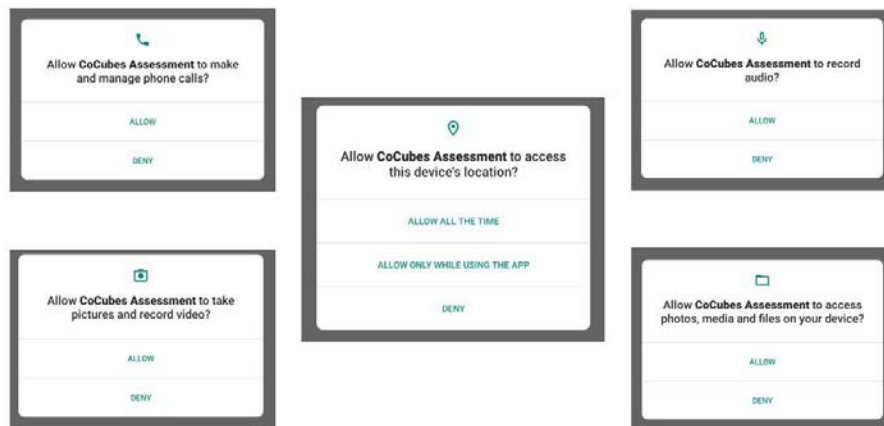 Allow CoCubes Assessment to make
and manage phone calls?
ALLOW
DENY
Allow CoCubes Assessment to take
pictures and record video?
ALLOW
DENY
Allow CoCubes Assessment to access
this device's location?
ALLOW ALL THE TIME
ALLOW ONLY WHILE USING THE APP
DENY
Allow CoCubes Assessment to record
audio?
ALLOW
DENY
Allow CoCubes Assessment to access
photos, media and files on your device?
ALLOW
DENY